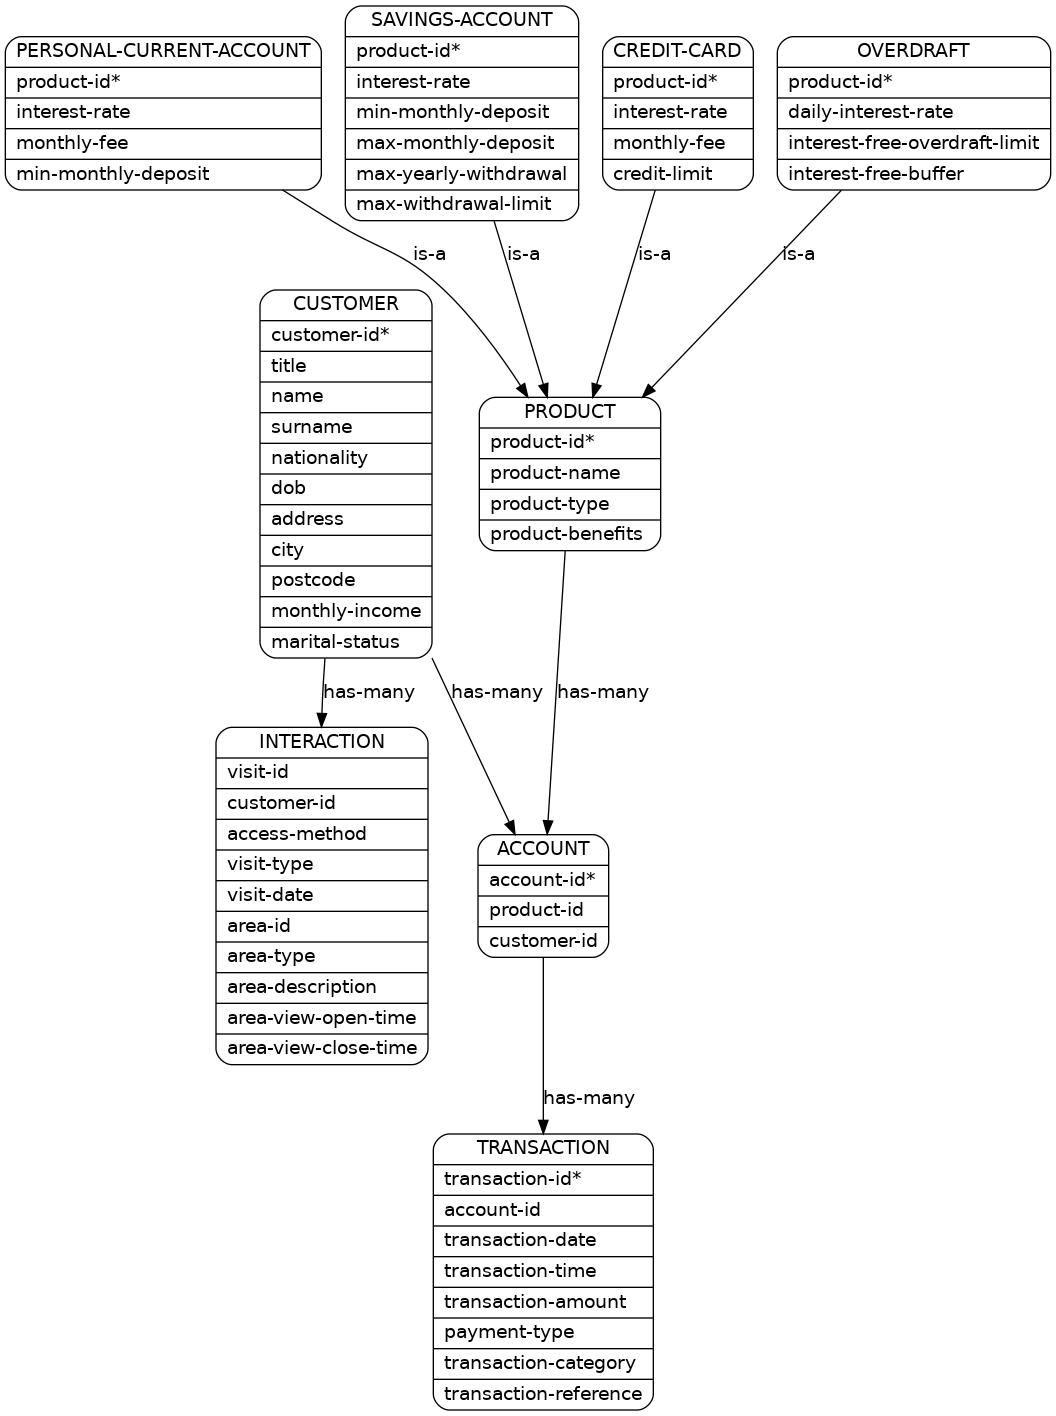 PERSONAL-CURRENT-ACCOUNT
product-id*
interest-rate
monthly-fee
min-monthly-deposit
SAVINGS-ACCOUNT
product-id*
interest-rate
min-monthly-deposit
max-monthly-deposit
max-yearly-withdrawal
max-withdrawal-limit
CREDIT-CARD
product-id*
interest-rate
monthly-fee
credit-limit
OVERDRAFT
product-id*
daily-interest-rate
interest-free-overdraft-limit
interest-free-buffer
is-a
is-a
is-a
is-a
CUSTOMER
customer-id*
title
name
surname
nationality
dob
address
city
postcode
monthly-income
marital-status
PRODUCT
product-id*
product-name
product-type
product-benefits
has-many
has-many
has-many
INTERACTION
visit-id
customer-id
access-method
visit-type
visit-date
area-id
area-type
area-description
area-view-open-time
area-view-close-time
ACCOUNT
account-id*
product-id
customer-id
has-many
TRANSACTION
transaction-id*
account-id
transaction-date
transaction-time
transaction-amount
payment-type
transaction-category
transaction-reference